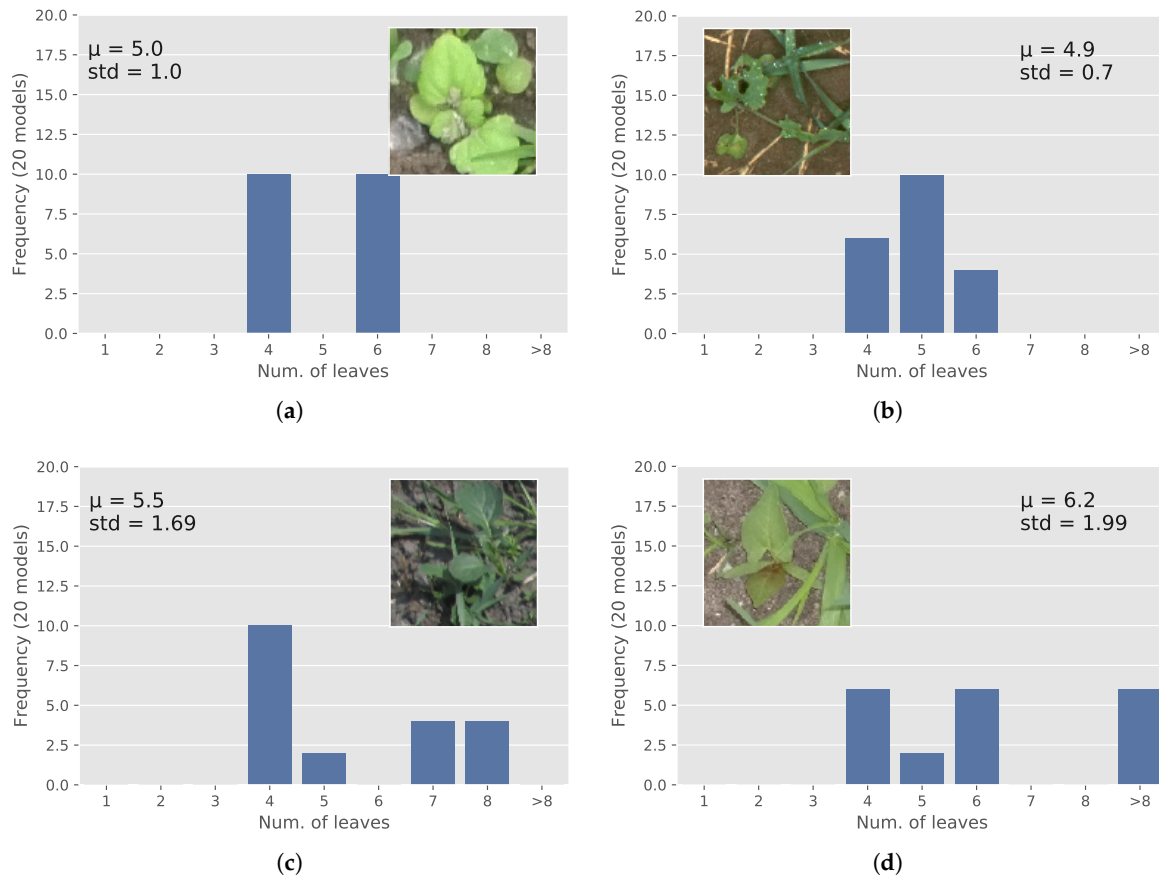 20.0
17.5
15.0
12.5
10.0
7.5
5.0
2.5
0.0
Frequency (20 models)
μ = 5.0
std = 1.0
1 2 3 4 5 6 7 8 >8
Num. of leaves
(a)
20.0
17.5
15.0
12.5
10.0
7.5
5.0
2.5
0.0
Frequency (20 models)
μ = 4.9
std = 0.7
1 2 3 4 5 6 7 8 >8
Num. of leaves
(b)
20.0
17.5
15.0
12.5
10.0
7.5
5.0
2.5
0.0
Frequency (20 models)
μ = 5.5
std = 1.69
1 2 3 4 5 6 7 8 >8
Num. of leaves
(c)
20.0
17.5
15.0
12.5
10.0
7.5
5.0
2.5
0.0
Frequency (20 models)
μ = 6.2
std = 1.99
1 2 3 4 5 6 7 8 >8
Num. of leaves
(d)